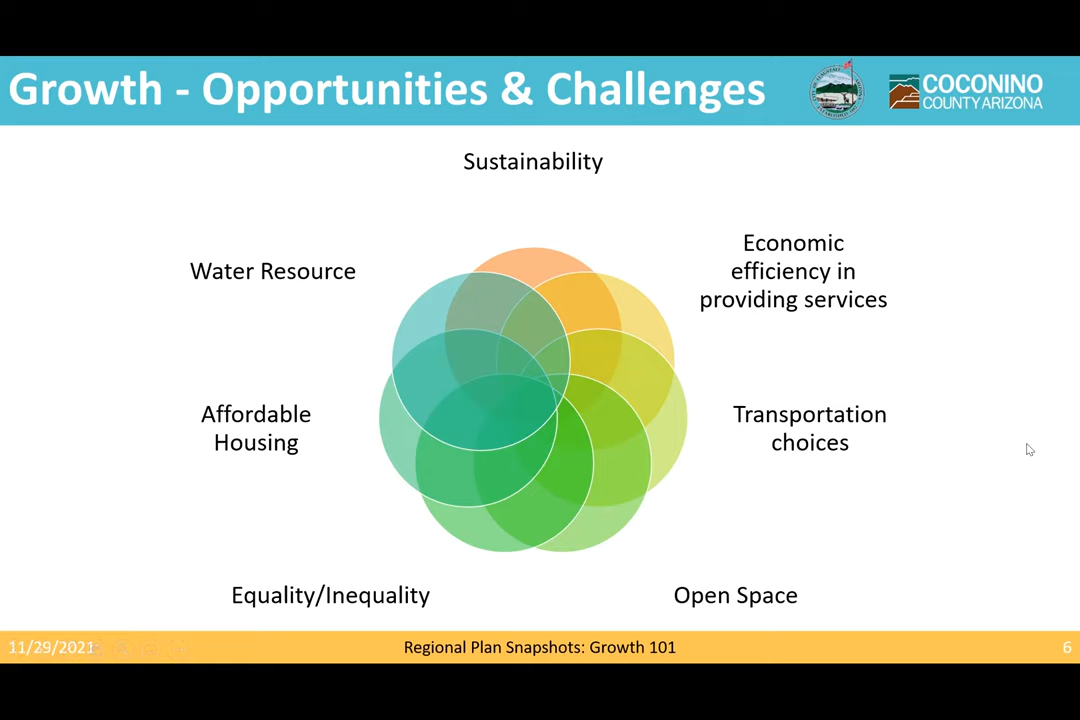 Growth - Opportunities & Challenges
COCONINO
COUNTY ARIZONA
Sustainability
Economic
efficiency in
providing services
Water Resource
Affordable
Housing
Transportation
choices
Equality/Inequality
Open Space
11/29/2021
Regional Plan Snapshots: Growth 101
6